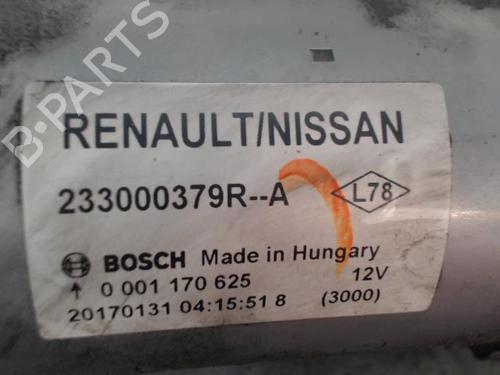 B-PARTS
RENAULT/NISSAN
233000379R--A L78
BOSCH Made in Hungary
0 001 170 625 12V
20170131 04:15:51 8 (3000)